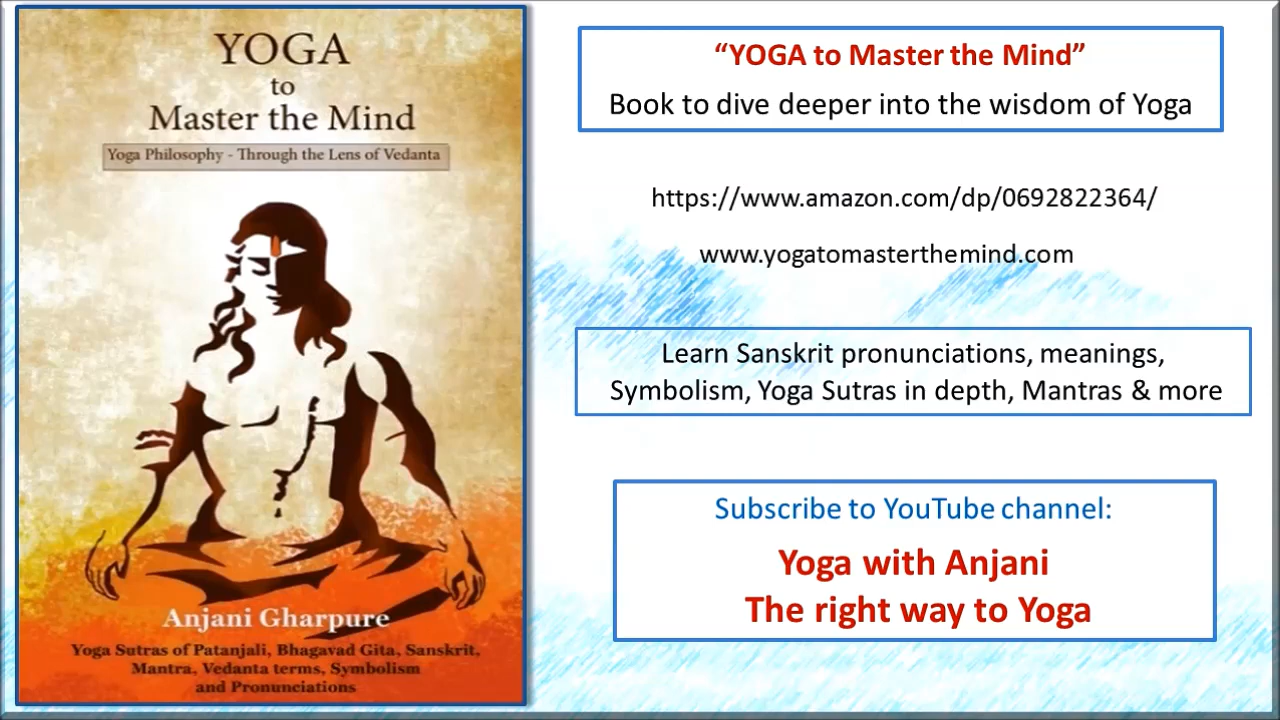 YOGA
to
Master the Mind
Yoga Philosophy - Through the Lens of Vedanta
Anjani Gharpure
Yoga Sutras of Patanjali, Bhagavad Gita, Sanskrit,
Mantra, Vedanta terms, Symbolism
and Pronunciations
“YOGA to Master the Mind”
Book to dive deeper into the wisdom of Yoga
https://www.amazon.com/dp/0692822364/
www.yogatomasterthemind.com
Learn Sanskrit pronunciations, meanings,
Symbolism, Yoga Sutras in depth, Mantras & more
Subscribe to YouTube channel:
Yoga with Anjani
The right way to Yoga